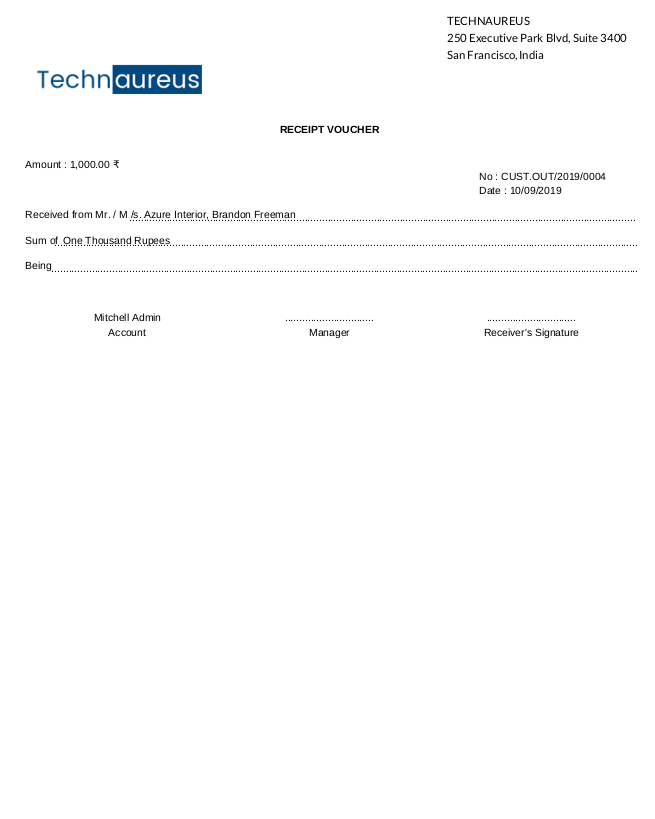 TECHNAUREUS
250 Executive Park Blvd, Suite 3400
San Francisco, India
Technaureus
RECEIPT VOUCHER
Amount : 1,000.00 ₹
No : CUST.OUT/2019/0004
Date : 10/09/2019
Received from Mr. / M /s. Azure Interior, Brandon Freeman
Sum of One Thousand Rupees
Being
Mitchell Admin
Account
Manager
Receiver's Signature